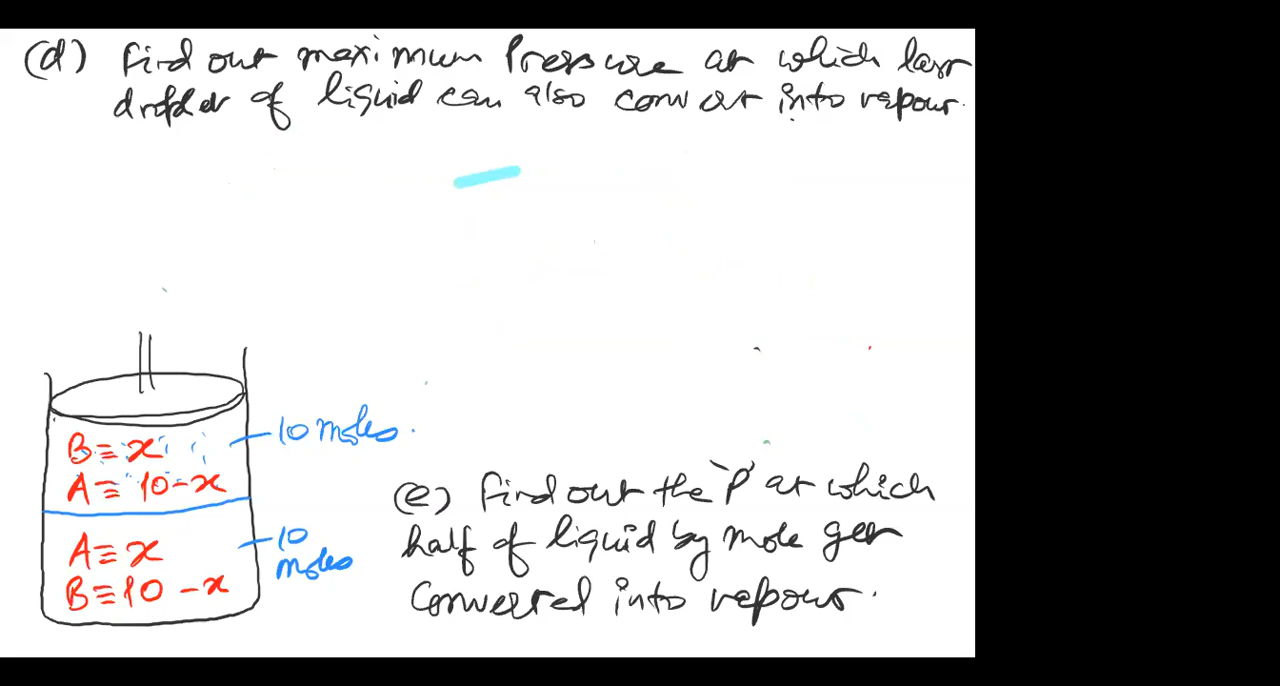 (d) Find out maximum Pressure at which last
droplet of liquid can also convert into vapour.
B ≡ x
A ≡ 10-x
10 moles.
A ≡ x
B ≡ 10 - x
10
moles
(e) Find out the 'P' at which
half of liquid by mole get
converted into vapour.